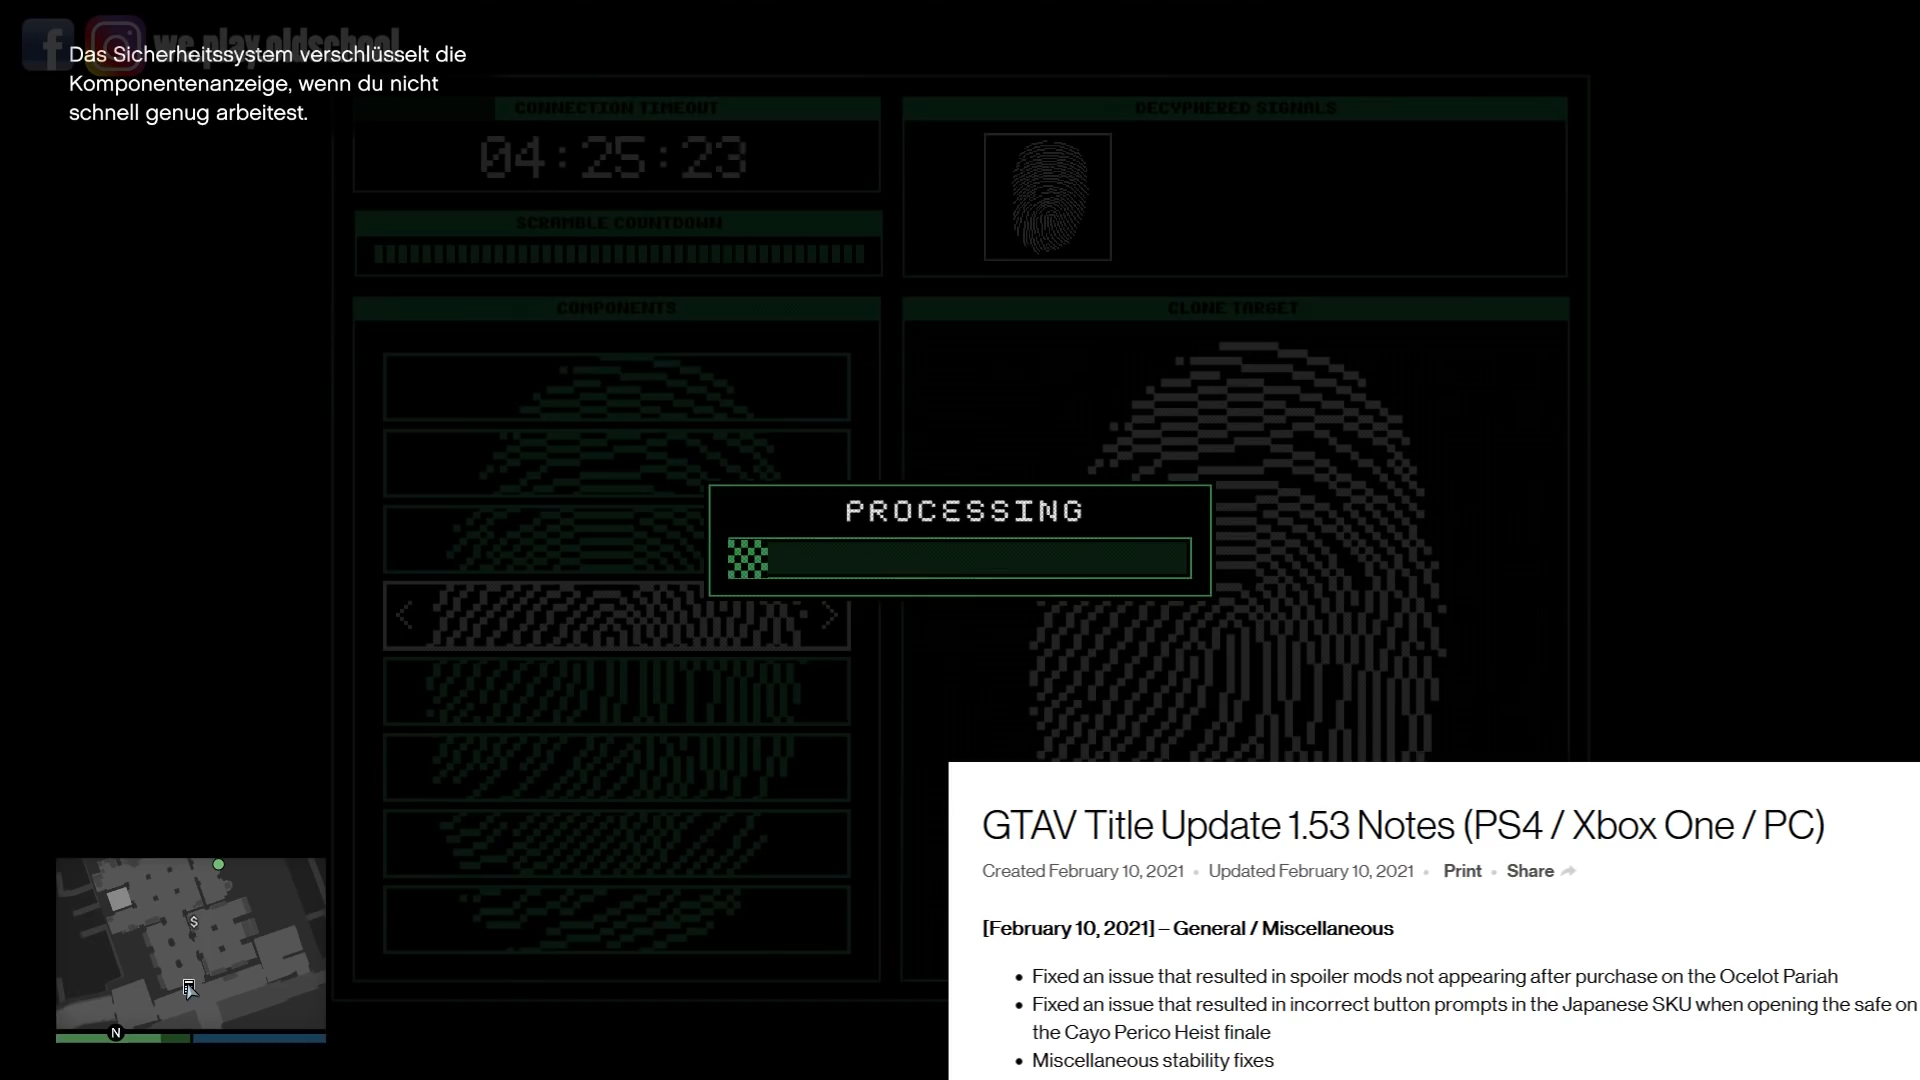 we play oldschool
Das Sicherheitssystem verschlüsselt die
Komponentenanzeige, wenn du nicht
schnell genug arbeitest.
CONNECTION TIMEOUT
04:25:23
DECYPHERED SIGNALS
SCRAMBLE COUNTDOWN
COMPONENTS
CLONE TARGET
PROCESSING
GTAV Title Update 1.53 Notes (PS4 / Xbox One / PC)
Created February 10, 2021 • Updated February 10, 2021 • Print • Share
[February 10, 2021] – General / Miscellaneous
• Fixed an issue that resulted in spoiler mods not appearing after purchase on the Ocelot Pariah
• Fixed an issue that resulted in incorrect button prompts in the Japanese SKU when opening the safe on
the Cayo Perico Heist finale
• Miscellaneous stability fixes
$
N